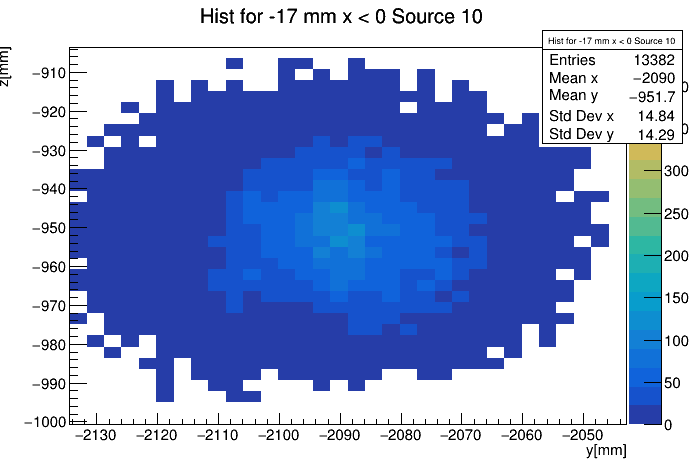 Hist for -17 mm x < 0 Source 10
Hist for -17 mm x < 0 Source 10
Entries 13382
Mean x −2090
Mean y −951.7
Std Dev x 14.84
Std Dev y 14.29
z[mm]
−910
−920
−930
−940
−950
−960
−970
−980
−990
−1000
−2130 −2120 −2110 −2100 −2090 −2080 −2070 −2060 −2050
y[mm]
300
250
200
150
100
50
0